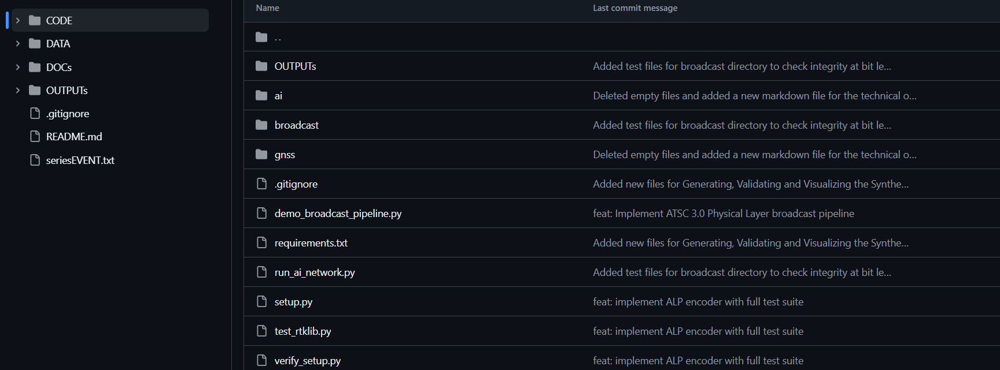 CODE
DATA
DOCs
OUTPUTs
.gitignore
README.md
seriesEVENT.txt
Name Last commit message
..
OUTPUTs Added test files for broadcast directory to check integrity at bit le...
ai Deleted empty files and added a new markdown file for the technical o...
broadcast Added test files for broadcast directory to check integrity at bit le...
gnss Deleted empty files and added a new markdown file for the technical o...
.gitignore Added new files for Generating, Validating and Visualizing the Synthe...
demo_broadcast_pipeline.py feat: Implement ATSC 3.0 Physical Layer broadcast pipeline
requirements.txt Added new files for Generating, Validating and Visualizing the Synthe...
run_ai_network.py Added test files for broadcast directory to check integrity at bit le...
setup.py feat: implement ALP encoder with full test suite
test_rtklib.py feat: implement ALP encoder with full test suite
verify_setup.py feat: implement ALP encoder with full test suite